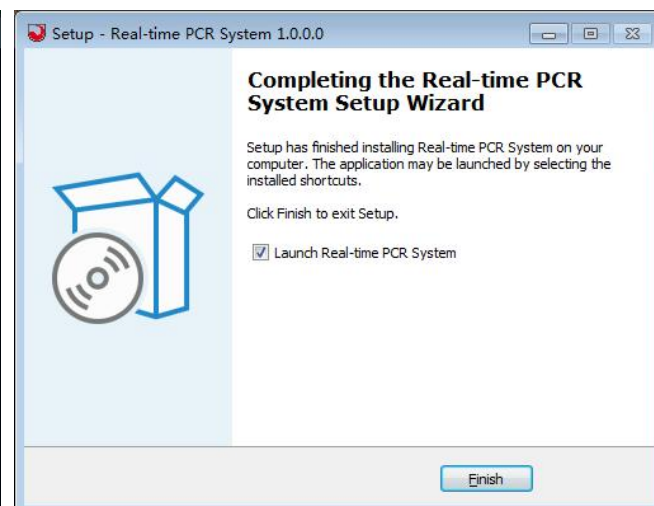 Setup - Real-time PCR System 1.0.0.0
Completing the Real-time PCR
System Setup Wizard
Setup has finished installing Real-time PCR System on your
computer. The application may be launched by selecting the
installed shortcuts.
Click Finish to exit Setup.
Launch Real-time PCR System
Finish